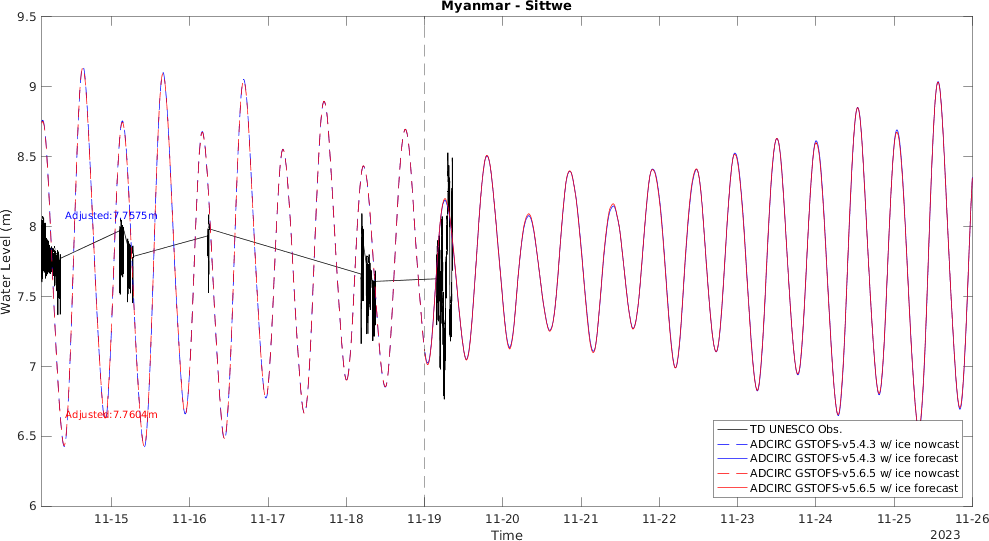 Myanmar - Sittwe
9.5
9
8.5
8
7.5
7
6.5
6
Water Level (m)
Adjusted:7.7575m
Adjusted:7.7604m
TD UNESCO Obs.
ADCIRC GSTOFS-v5.4.3 w/ ice nowcast
ADCIRC GSTOFS-v5.4.3 w/ ice forecast
ADCIRC GSTOFS-v5.6.5 w/ ice nowcast
ADCIRC GSTOFS-v5.6.5 w/ ice forecast
11-15 11-16 11-17 11-18 11-19 11-20 11-21 11-22 11-23 11-24 11-25 11-26
Time
2023